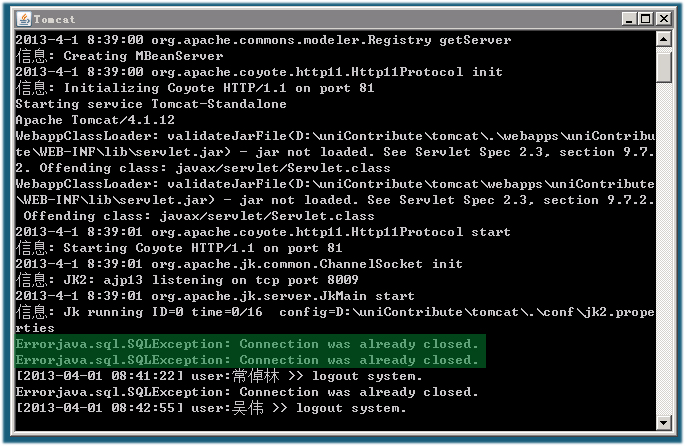 Tomcat
2013-4-1 8:39:00 org.apache.commons.modeler.Registry getServer
信息: Creating MBeanServer
2013-4-1 8:39:00 org.apache.coyote.http11.Http11Protocol init
信息: Initializing Coyote HTTP/1.1 on port 81
Starting service Tomcat-Standalone
Apache Tomcat/4.1.12
WebappClassLoader: validateJarFile(D:\uniContribute\tomcat\.\webapps\uniContribu
te\WEB-INF\lib\servlet.jar) - jar not loaded. See Servlet Spec 2.3, section 9.7.
2. Offending class: javax/servlet/Servlet.class
WebappClassLoader: validateJarFile(D:\uniContribute\tomcat\webapps\uniContribute
\WEB-INF\lib\servlet.jar) - jar not loaded. See Servlet Spec 2.3, section 9.7.2.
 Offending class: javax/servlet/Servlet.class
2013-4-1 8:39:01 org.apache.coyote.http11.Http11Protocol start
信息: Starting Coyote HTTP/1.1 on port 81
2013-4-1 8:39:01 org.apache.jk.common.ChannelSocket init
信息: JK2: ajp13 listening on tcp port 8009
2013-4-1 8:39:01 org.apache.jk.server.JkMain start
信息: Jk running ID=0 time=0/16  config=D:\uniContribute\tomcat\.\conf\jk2.prope
rties
Errorjava.sql.SQLException: Connection was already closed.
Errorjava.sql.SQLException: Connection was already closed.
[2013-04-01 08:41:22] user:常倬林 >> logout system.
Errorjava.sql.SQLException: Connection was already closed.
[2013-04-01 08:42:55] user:吴伟 >> logout system.